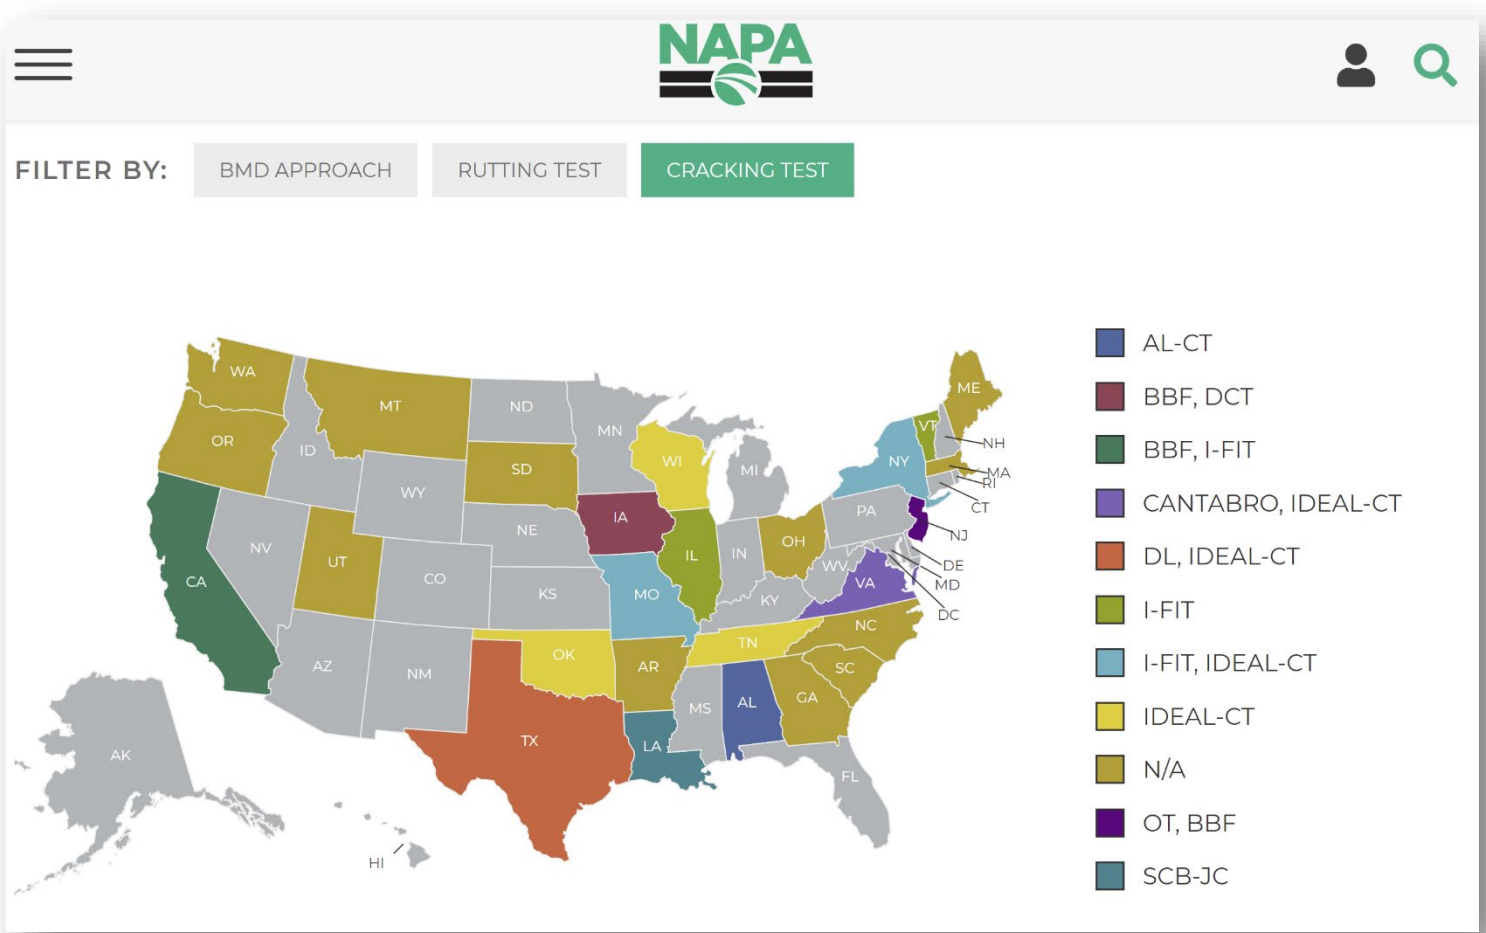 NAPA
FILTER BY: BMD APPROACH RUTTING TEST CRACKING TEST
WA
MT
ND
MN
ME
OR
ID
VT
NH
SD
WI
MI
NY
MA
RI
WY
CT
IA
PA
NE
NJ
NV
UT
IL
IN
OH
DE
CA
CO
WV
MD
KS
MO
VA
DC
KY
NC
AZ
NM
OK
TN
AR
SC
MS
AL
GA
TX
LA
AK
FL
HI
AL-CT
BBF, DCT
BBF, I-FIT
CANTABRO, IDEAL-CT
DL, IDEAL-CT
I-FIT
I-FIT, IDEAL-CT
IDEAL-CT
N/A
OT, BBF
SCB-JC